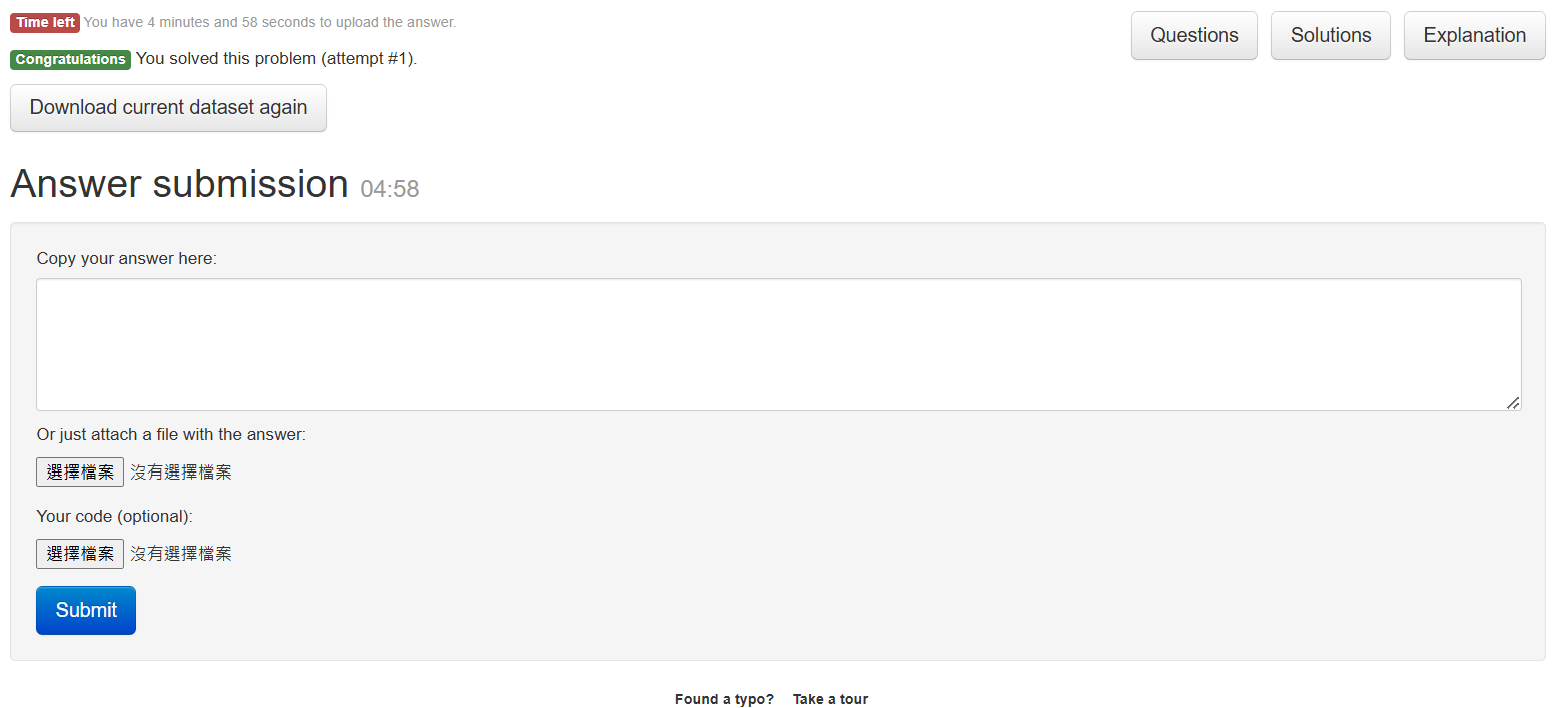 Time left You have 4 minutes and 58 seconds to upload the answer.
Questions Solutions Explanation
Congratulations You solved this problem (attempt #1).
Download current dataset again
Answer submission 04:58
Copy your answer here:
Or just attach a file with the answer:
選擇檔案 沒有選擇檔案
Your code (optional):
選擇檔案 沒有選擇檔案
Submit
Found a typo? Take a tour